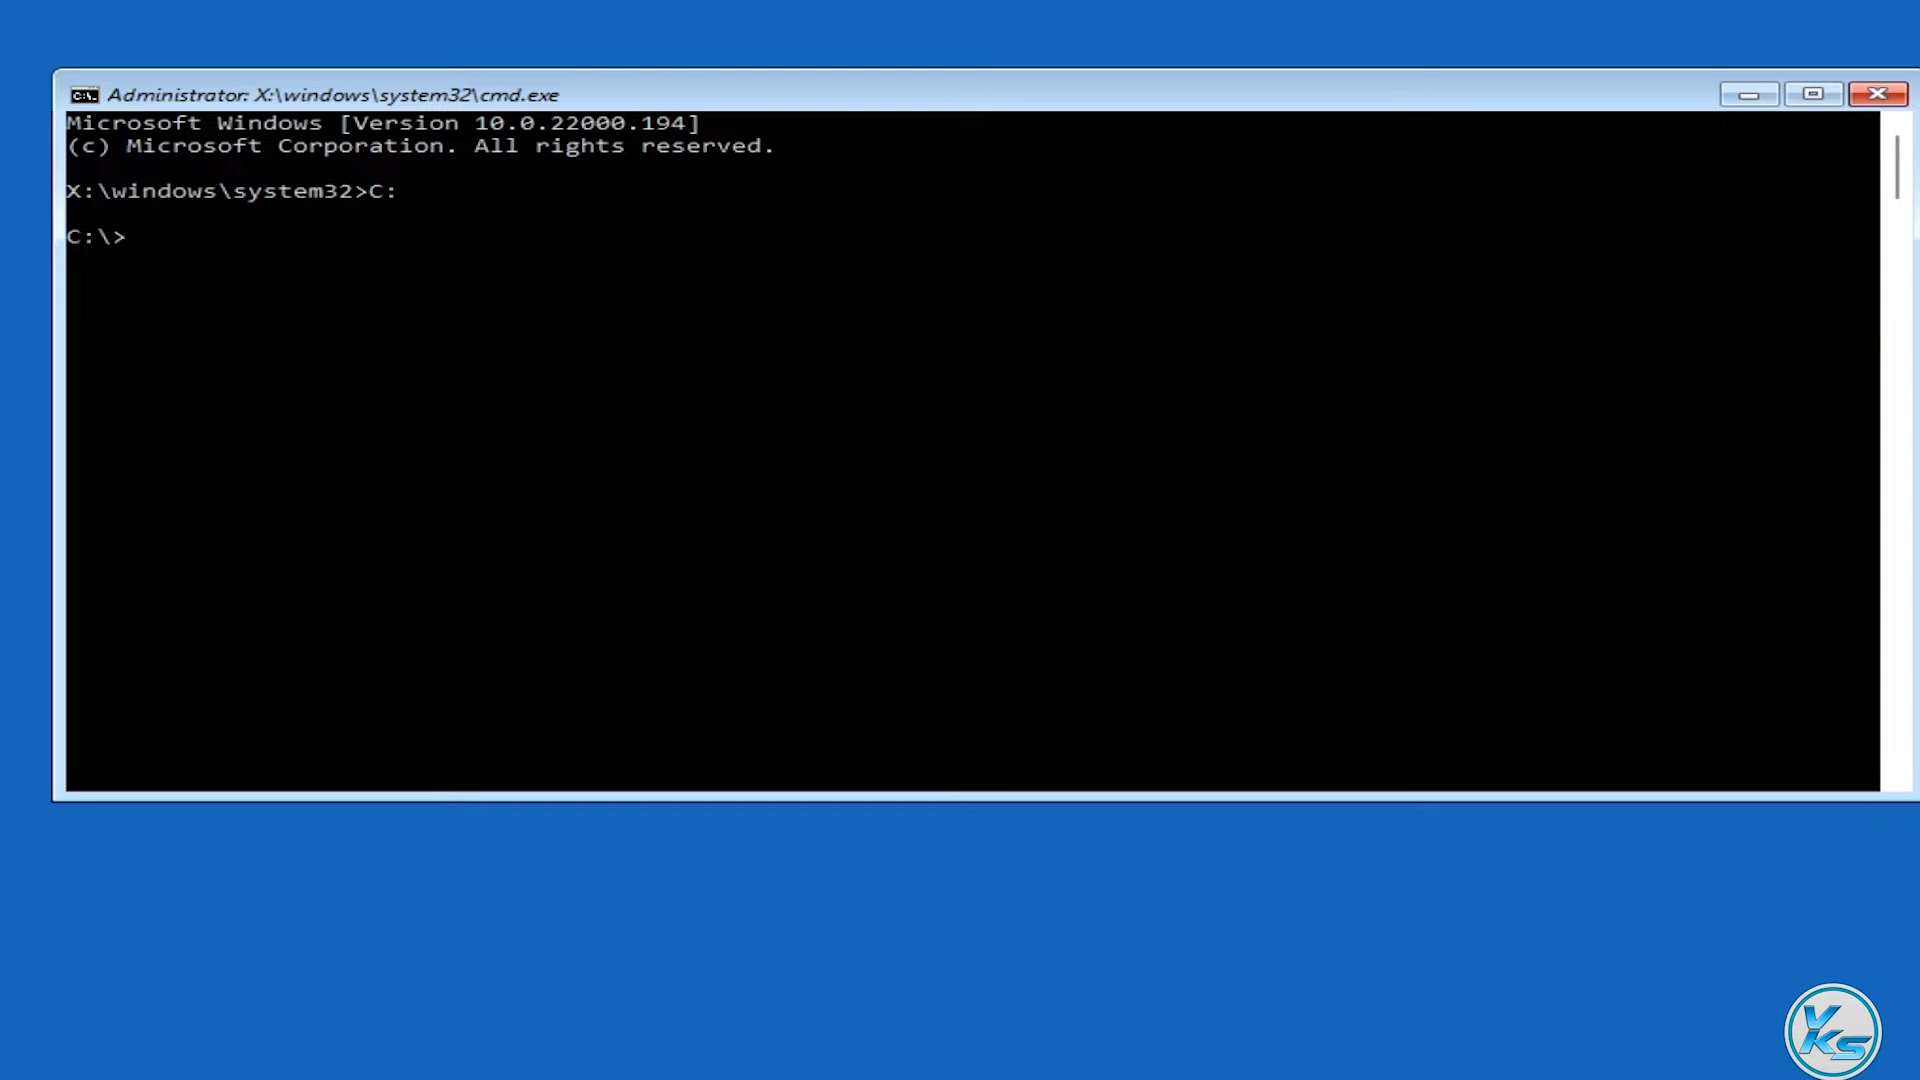 Administrator: X:\windows\system32\cmd.exe
Microsoft Windows [Version 10.0.22000.194]
(c) Microsoft Corporation. All rights reserved.
X:\windows\system32>C:
C:\>
VKS